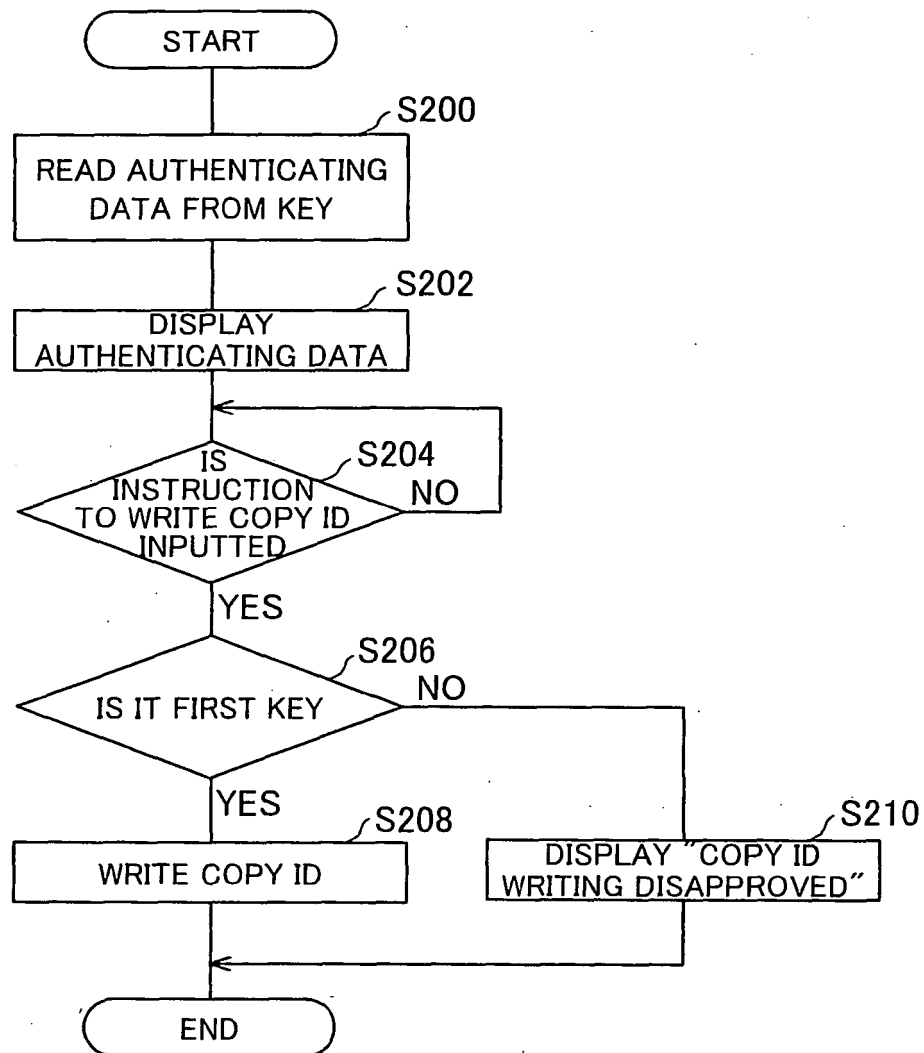 START
S200
READ AUTHENTICATING
DATA FROM KEY
S202
DISPLAY
AUTHENTICATING DATA
S204
IS
INSTRUCTION
TO WRITE COPY ID
INPUTTED
NO
YES
S206
IS IT FIRST KEY
NO
YES
S208
WRITE COPY ID
S210
DISPLAY "COPY ID
WRITING DISAPPROVED"
END